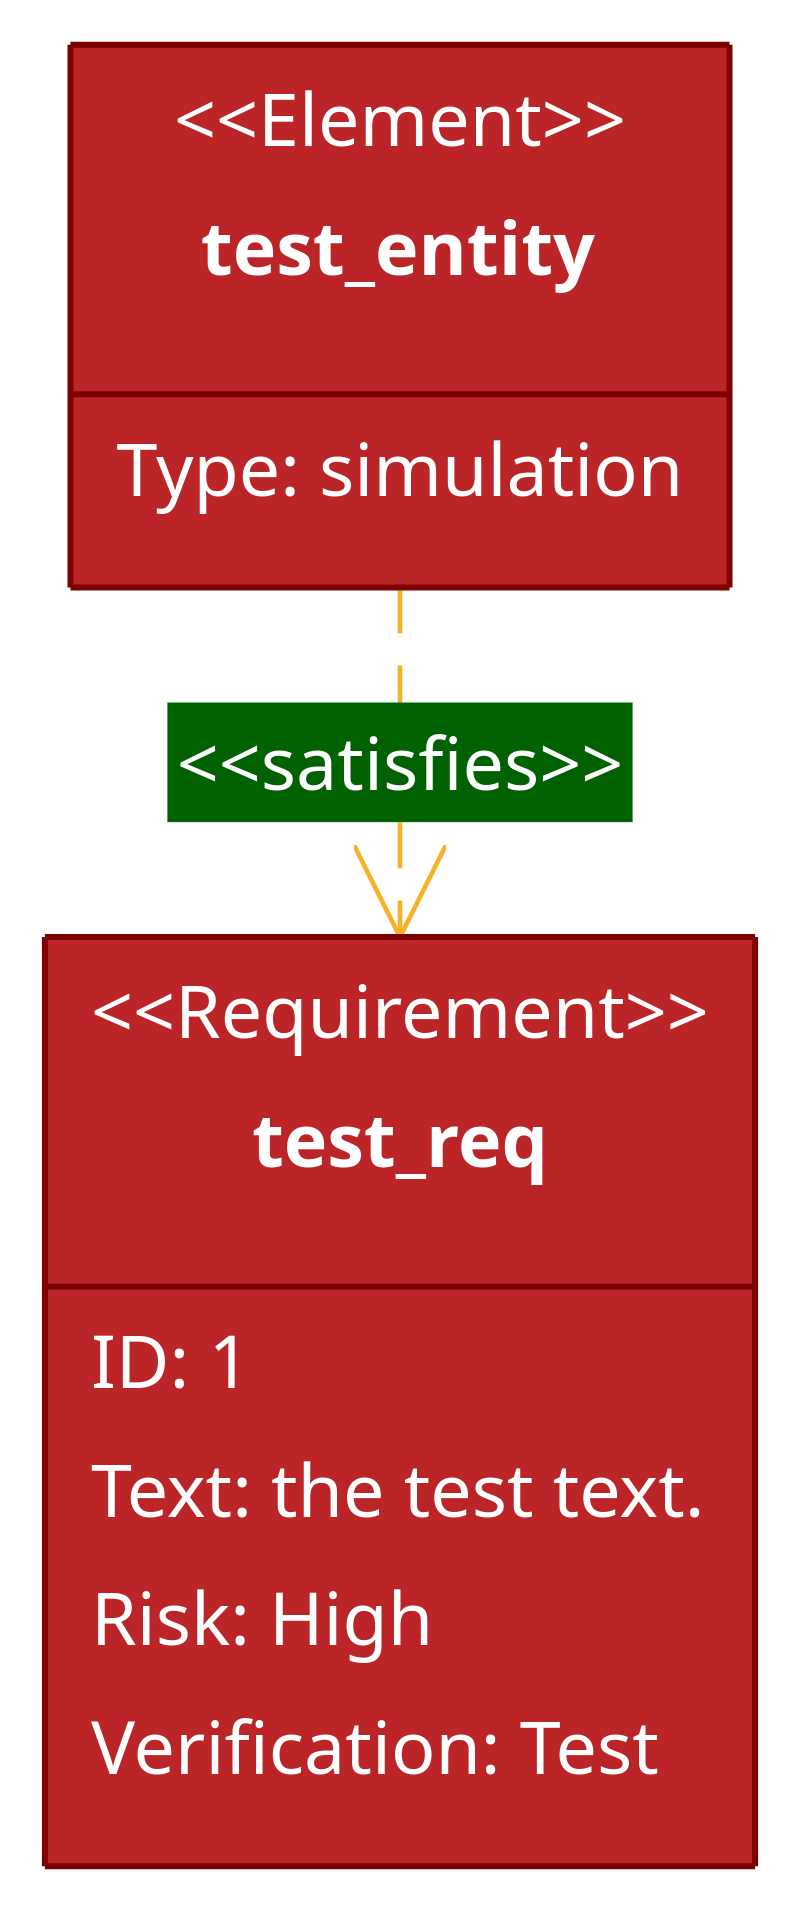 <<Element>>
test_entity
Type: simulation
<<satisfies>>
<<Requirement>>
test_req
ID: 1
Text: the test text.
Risk: High
Verification: Test